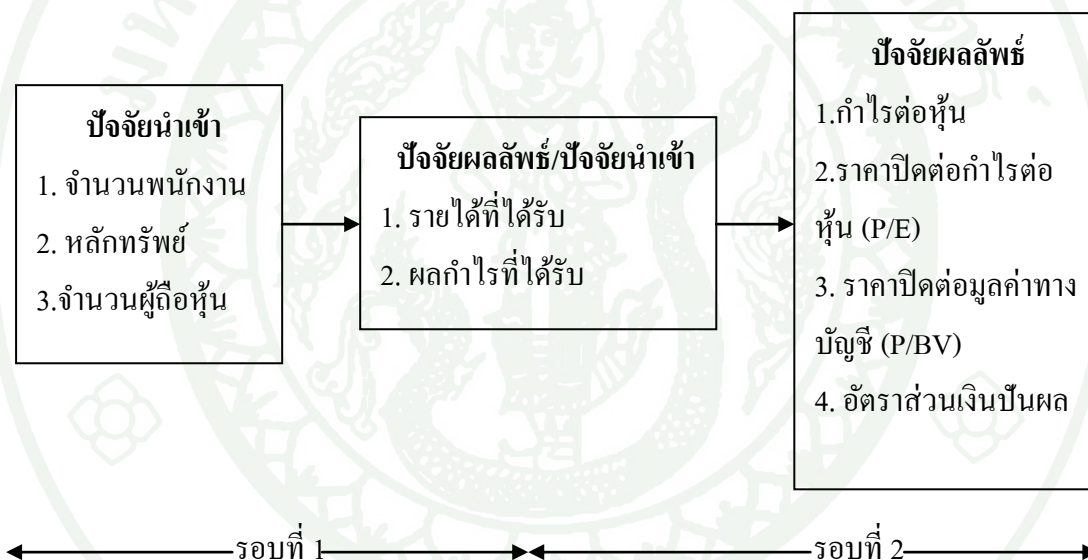 ปัจจัยนำเข้า
1. จำนวนพนักงาน
2. หลักทรัพย์
3.จำนวนผู้ถือหุ้น
ปัจจัยผลลัพธ์/ปัจจัยนำเข้า
1. รายได้ที่ได้รับ
2. ผลกำไรที่ได้รับ
ปัจจัยผลลัพธ์
1.กำไรต่อหุ้น
2.ราคาปิดต่อกำไรต่อ
หุ้น (P/E)
3. ราคาปิดต่อมูลค่าทาง
บัญชี (P/BV)
4. อัตราส่วนเงินปันผล
รอบที่ 1
รอบที่ 2